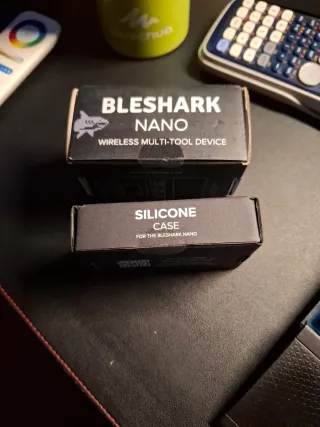 BLESHARK
NANO
WIRELESS MULTI-TOOL DEVICE
SILICONE
CASE
FOR THE BLESHARK NANO